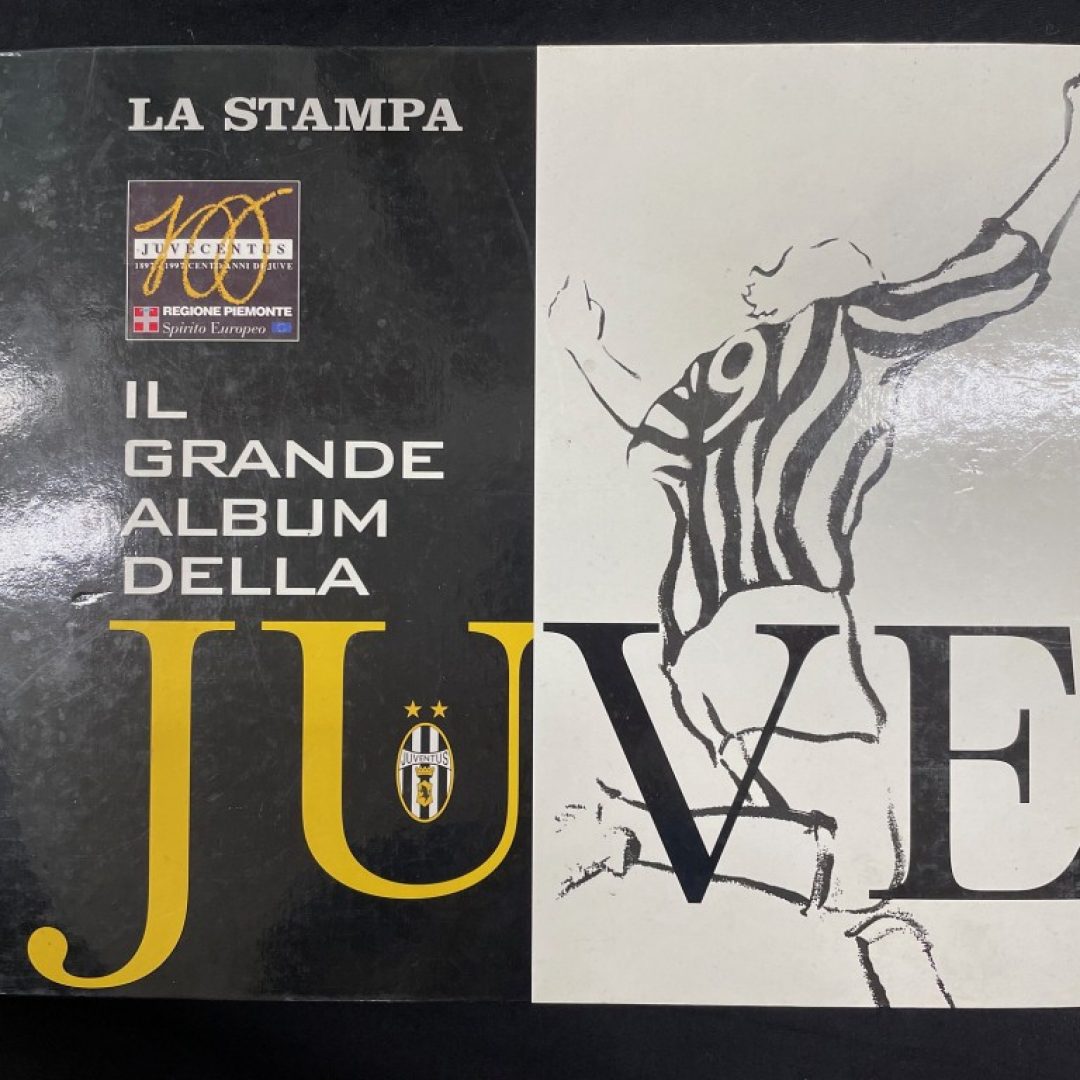 LA STAMPA
100
JUVECENTUS
1897 - 1997 CENTO ANNI DI JUVE
REGIONE PIEMONTE
Spirito Europeo
IL
GRANDE
ALBUM
DELLA
JUVE
JUVENTUS
9